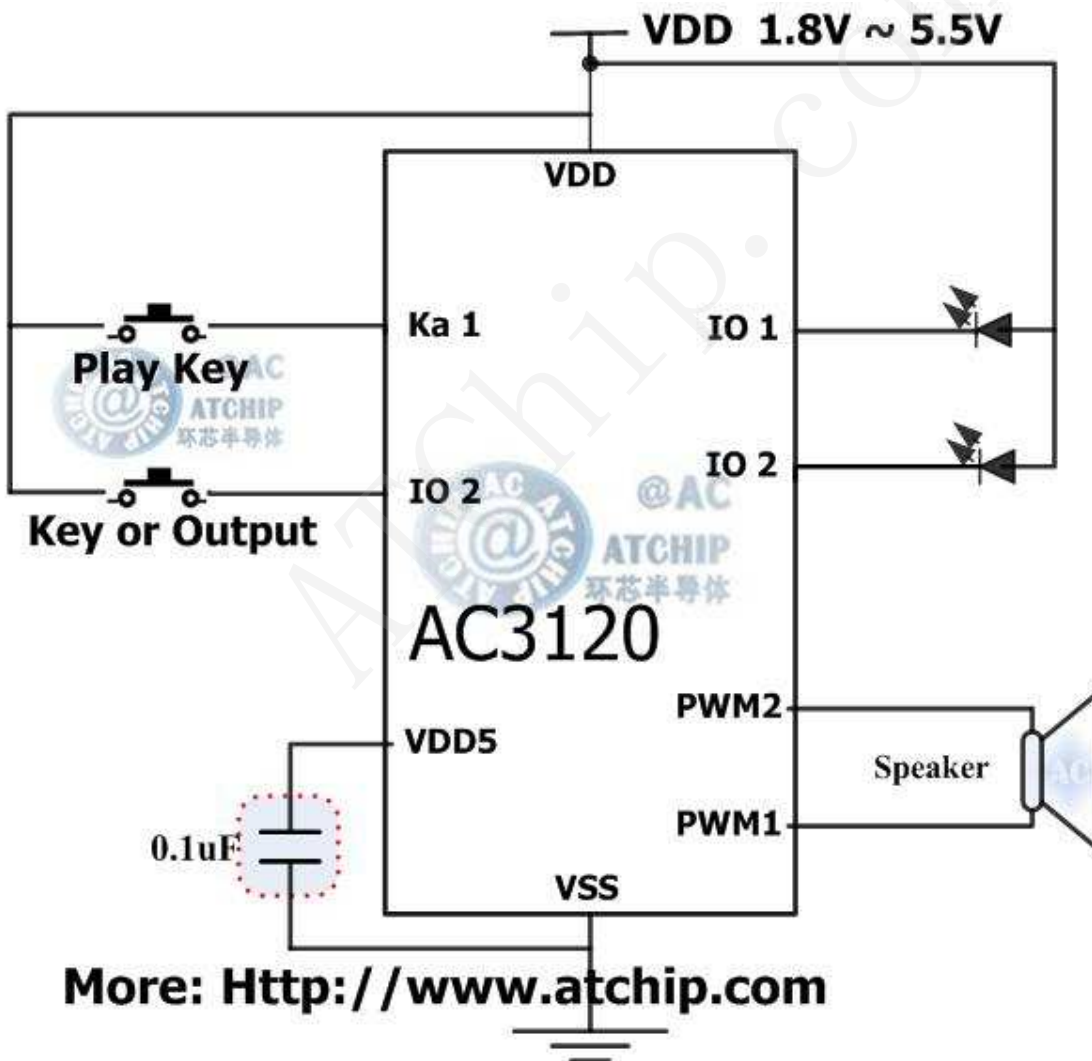 VDD 1.8V ~ 5.5V
VDD
Ka 1
IO 1
Play Key
@AC
ATCHIP
环芯半导体
IO 2
IO 2
Key or Output
@AC
ATCHIP
环芯半导体
AC3120
PWM2
VDD5
Speaker
AC
0.1uF
PWM1
VSS
More: Http://www.atchip.com
ATChip.com